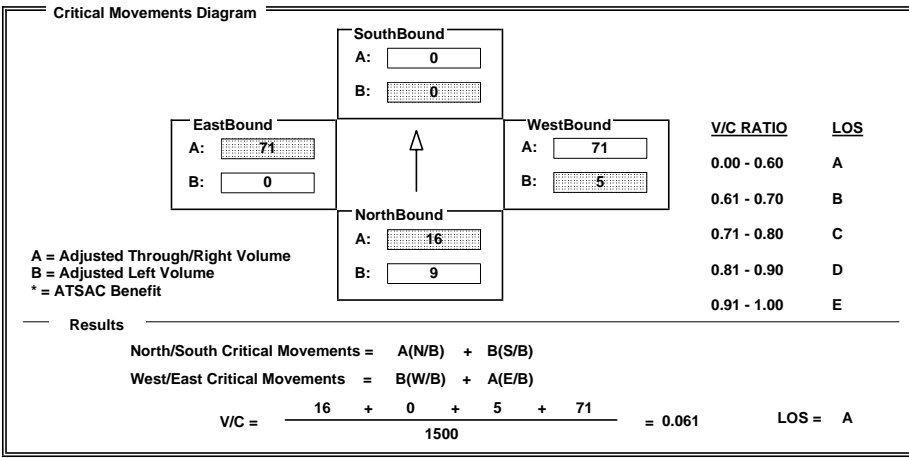 Critical Movements Diagram
SouthBound
A: 0
B: 0
EastBound
A: 71
B: 0
WestBound
A: 71
B: 5
NorthBound
A: 16
B: 9
V/C RATIO LOS
0.00 - 0.60 A
0.61 - 0.70 B
0.71 - 0.80 C
0.81 - 0.90 D
0.91 - 1.00 E
A = Adjusted Through/Right Volume
B = Adjusted Left Volume
* = ATSAC Benefit
Results
North/South Critical Movements = A(N/B) + B(S/B)
West/East Critical Movements = B(W/B) + A(E/B)
V/C = 16 + 0 + 5 + 71 = 0.061 LOS = A
1500